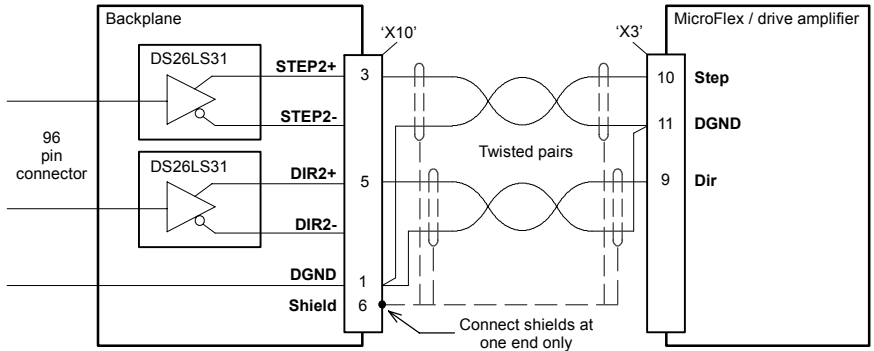 Backplane
MicroFlex / drive amplifier
'X10'
'X3'
DS26LS31
STEP2+
3
10
Step
STEP2-
11
DGND
96
pin
connector
Twisted pairs
DS26LS31
DIR2+
5
9
Dir
DIR2-
DGND
1
Shield
6
Connect shields at
one end only